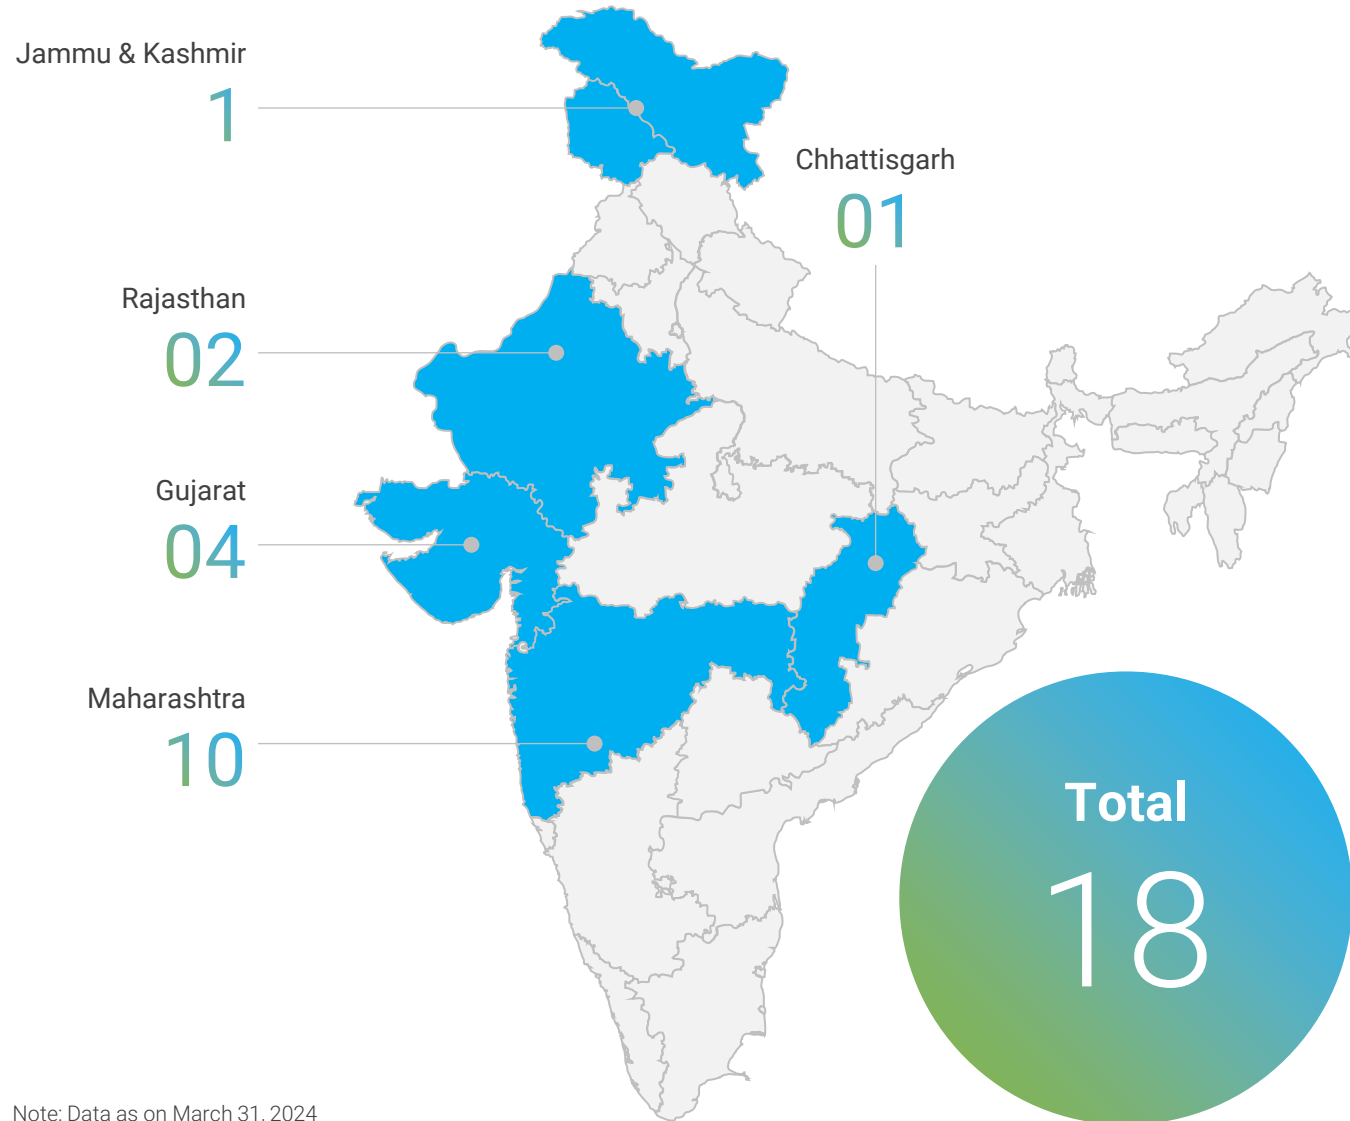 Jammu & Kashmir
1
Chhattisgarh
01
Rajasthan
02
Gujarat
04
Maharashtra
10
Total
18
Note: Data as on March 31, 2024